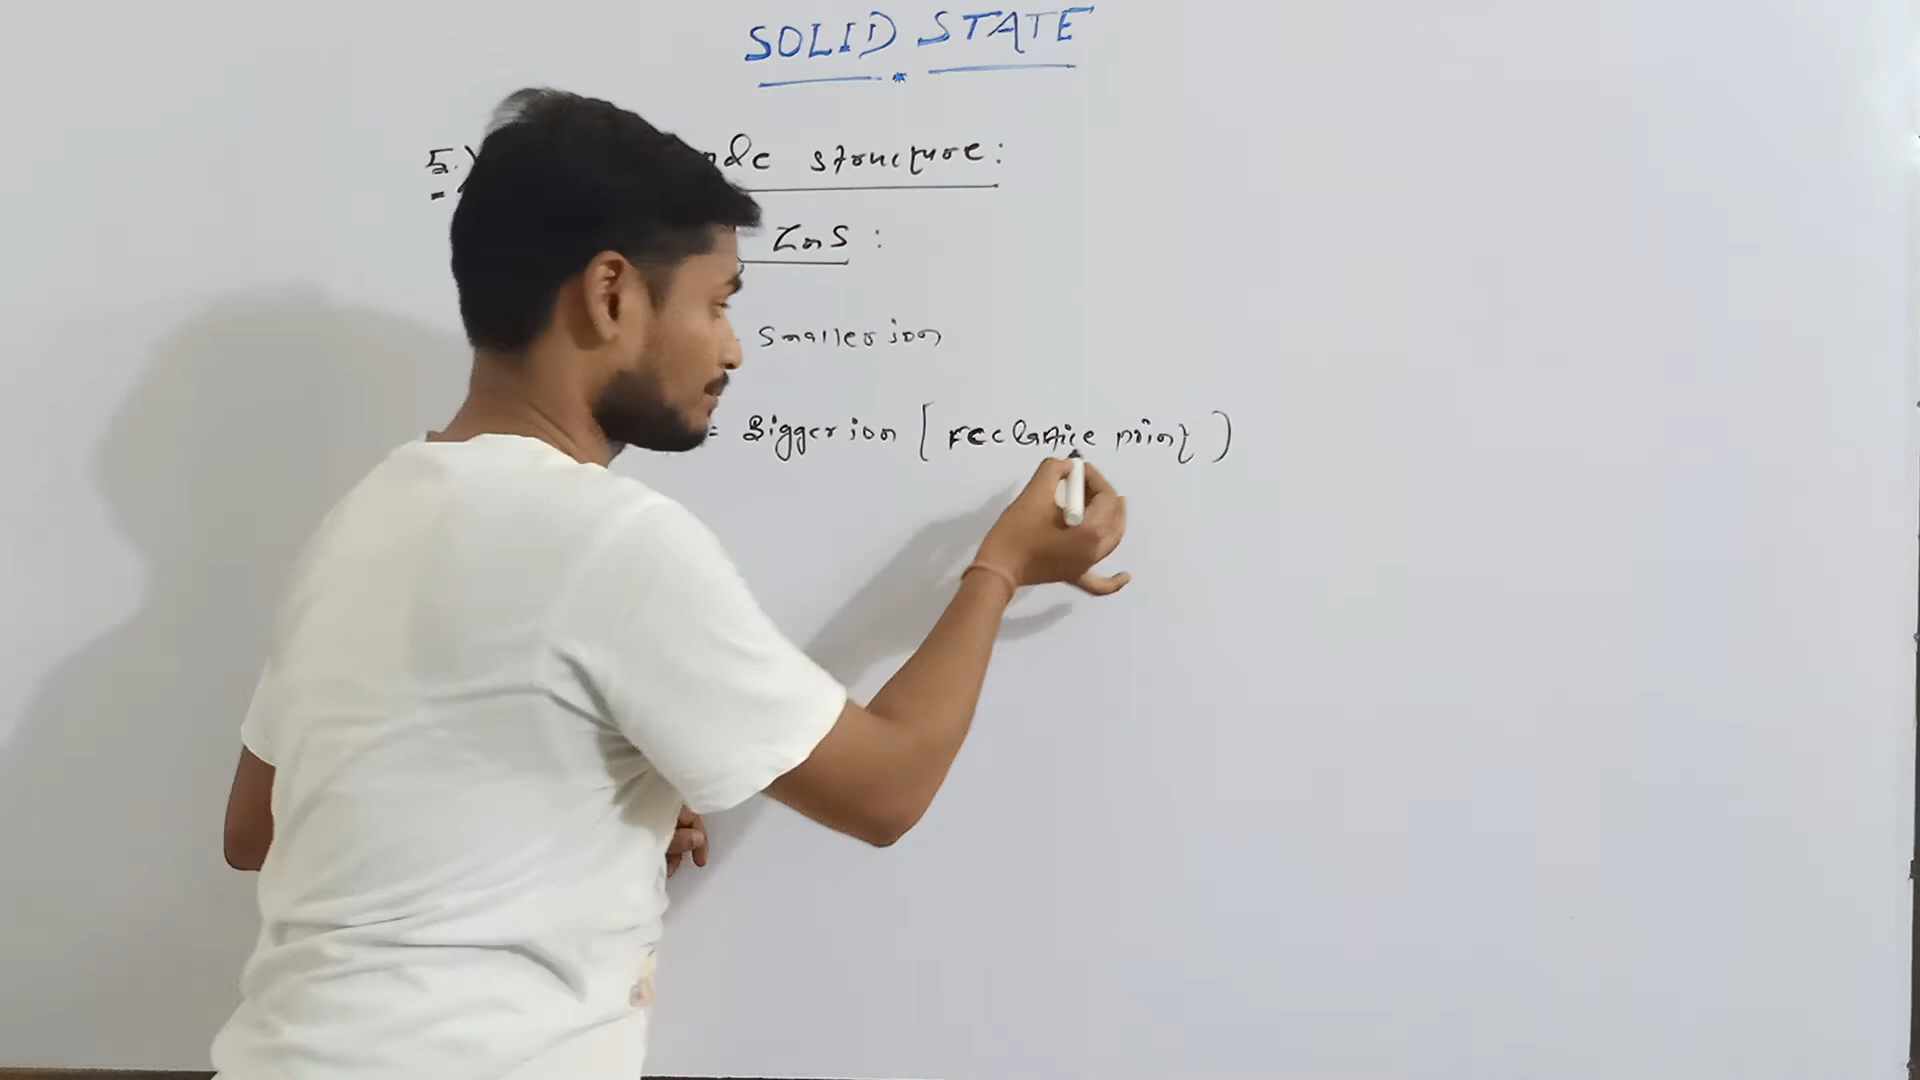 SOLID STATE
5.) structure:
ZnS :
Smaller ion
= Bigger ion ( FCC lattice point )